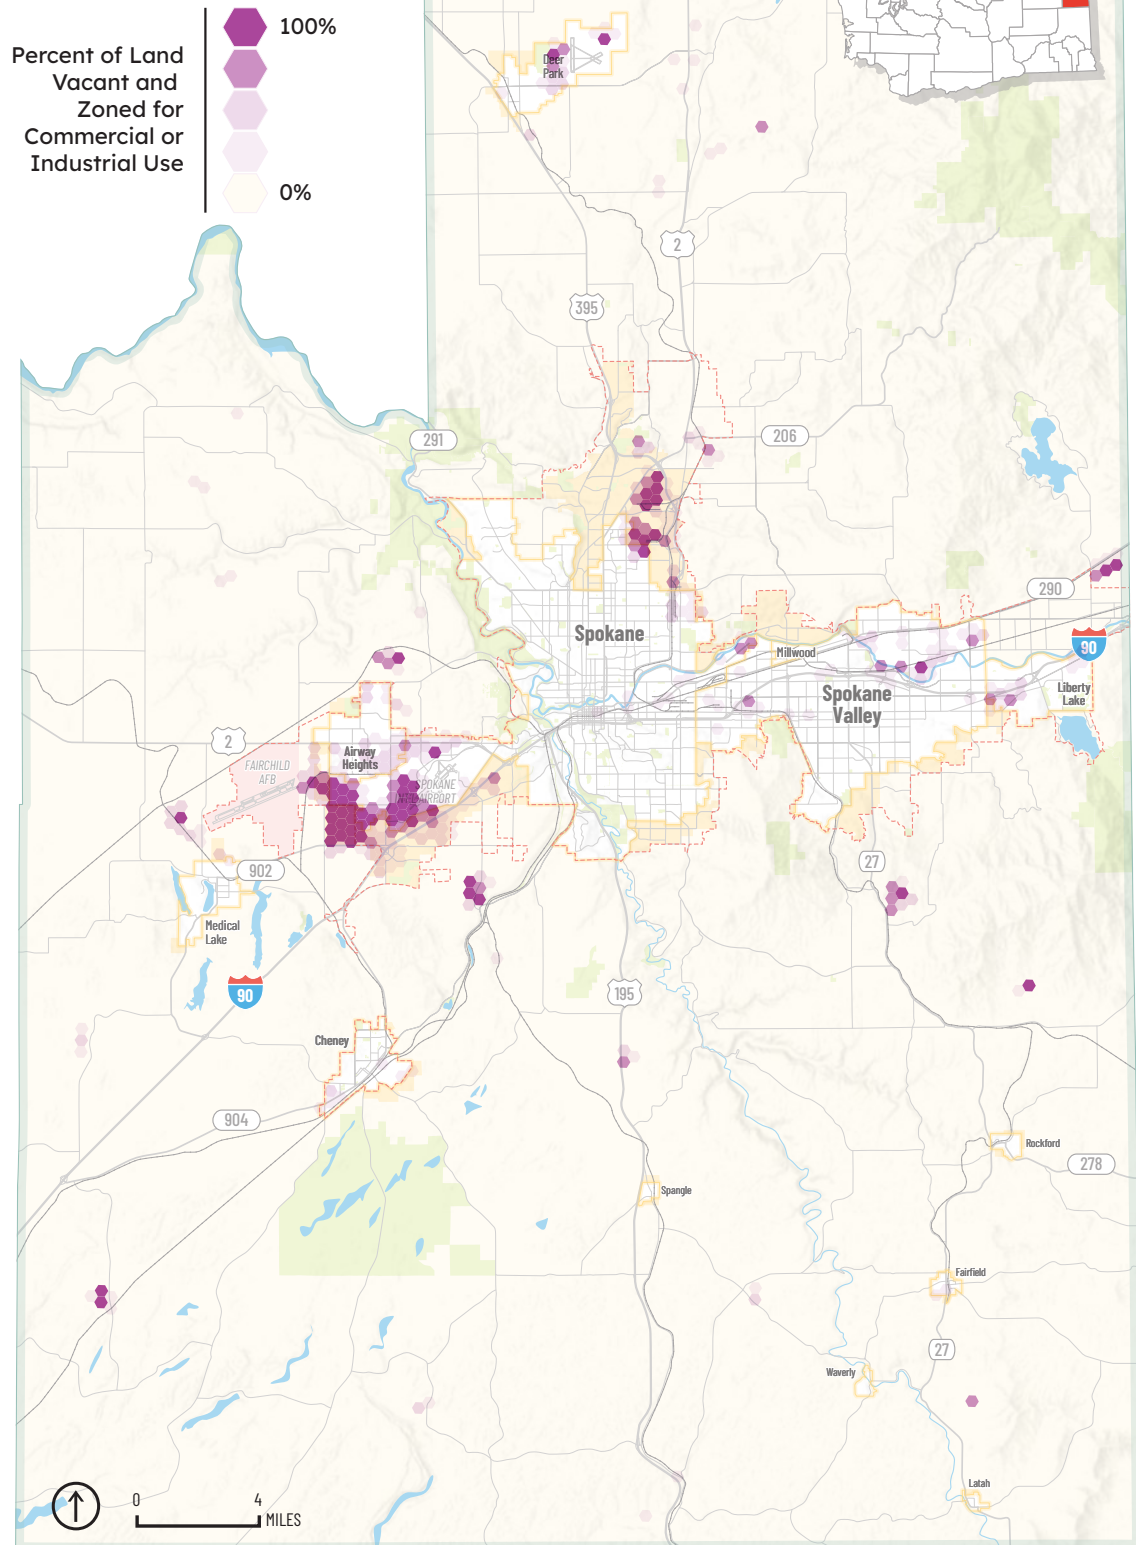 Percent of Land
Vacant and
Zoned for
Commercial or
Industrial Use
100%
0%
Deer
Park
2
395
291
206
290
Spokane
Millwood
90
Spokane
Valley
Liberty
Lake
2
Airway
Heights
FAIRCHILD
AFB
SPOKANE
INTL AIRPORT
902
27
Medical
Lake
90
195
Cheney
904
Rockford
278
Spangle
Fairfield
27
Waverly
Latah
0
4
MILES